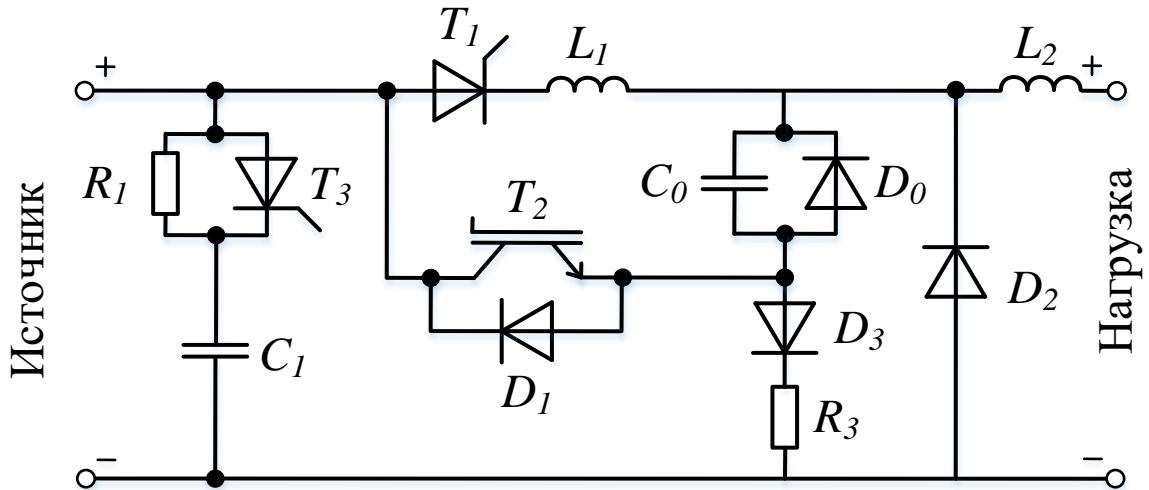 T1
L1
L2
+
+
R1
T3
C0
D0
T2
Источник
Нагрузка
D2
C1
D1
D3
R3
−
−